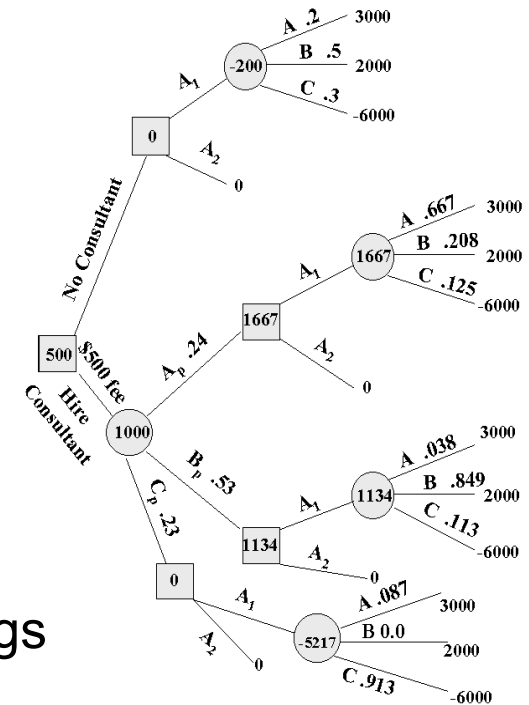 A .2
3000
-200
B .5
2000
C .3
-6000
A1
0
A2
0
No Consultant
A .667
3000
1667
B .208
2000
C .125
-6000
A1
1667
A2
0
500
$500 fee
Hire
Consultant
1000
Ap .24
Bp .53
Cp .23
A .038
3000
1134
B .849
2000
C .113
-6000
A1
1134
A2
0
0
A1
A2
0
A .087
3000
-5217
B 0.0
2000
C .913
-6000
gs